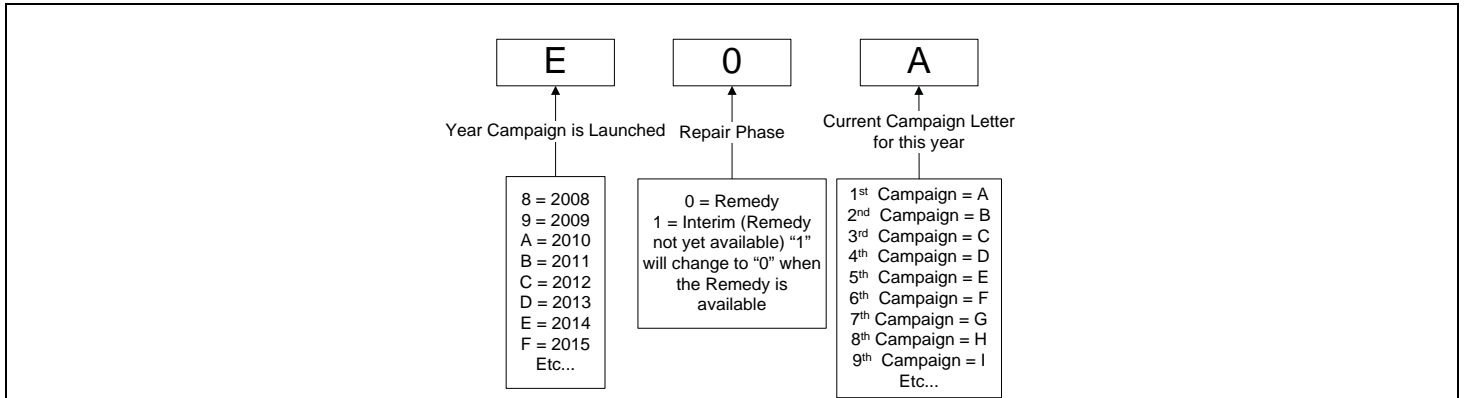 E
0
A
Year Campaign is Launched
Repair Phase
Current Campaign Letter
for this year
8 = 2008
9 = 2009
A = 2010
B = 2011
C = 2012
D = 2013
E = 2014
F = 2015
Etc...
0 = Remedy
1 = Interim (Remedy
not yet available) “1”
will change to “0” when
the Remedy is
available
1st Campaign = A
2nd Campaign = B
3rd Campaign = C
4th Campaign = D
5th Campaign = E
6th Campaign = F
7th Campaign = G
8th Campaign = H
9th Campaign = I
Etc...